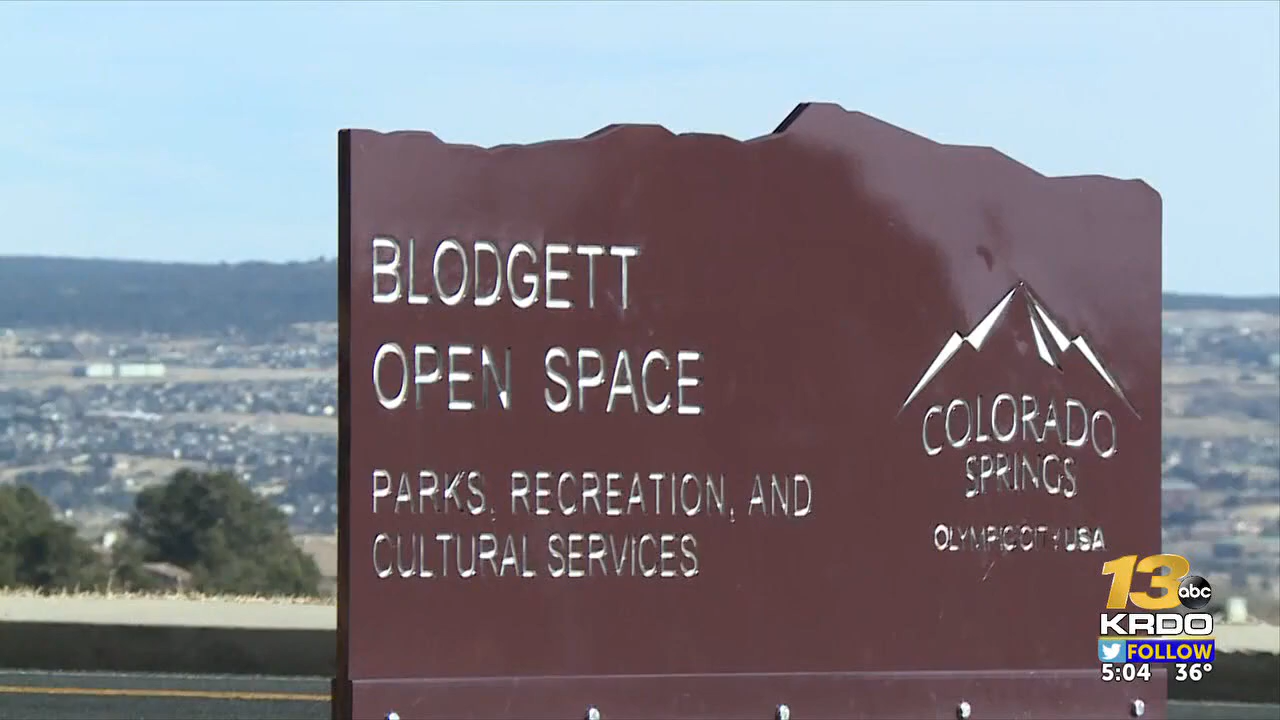 BLODGETT
OPEN SPACE
PARKS, RECREATION, AND
CULTURAL SERVICES
COLORADO
SPRINGS
OLYMPIC CITY USA
13 abc
KRDO
FOLLOW
5:04 36°